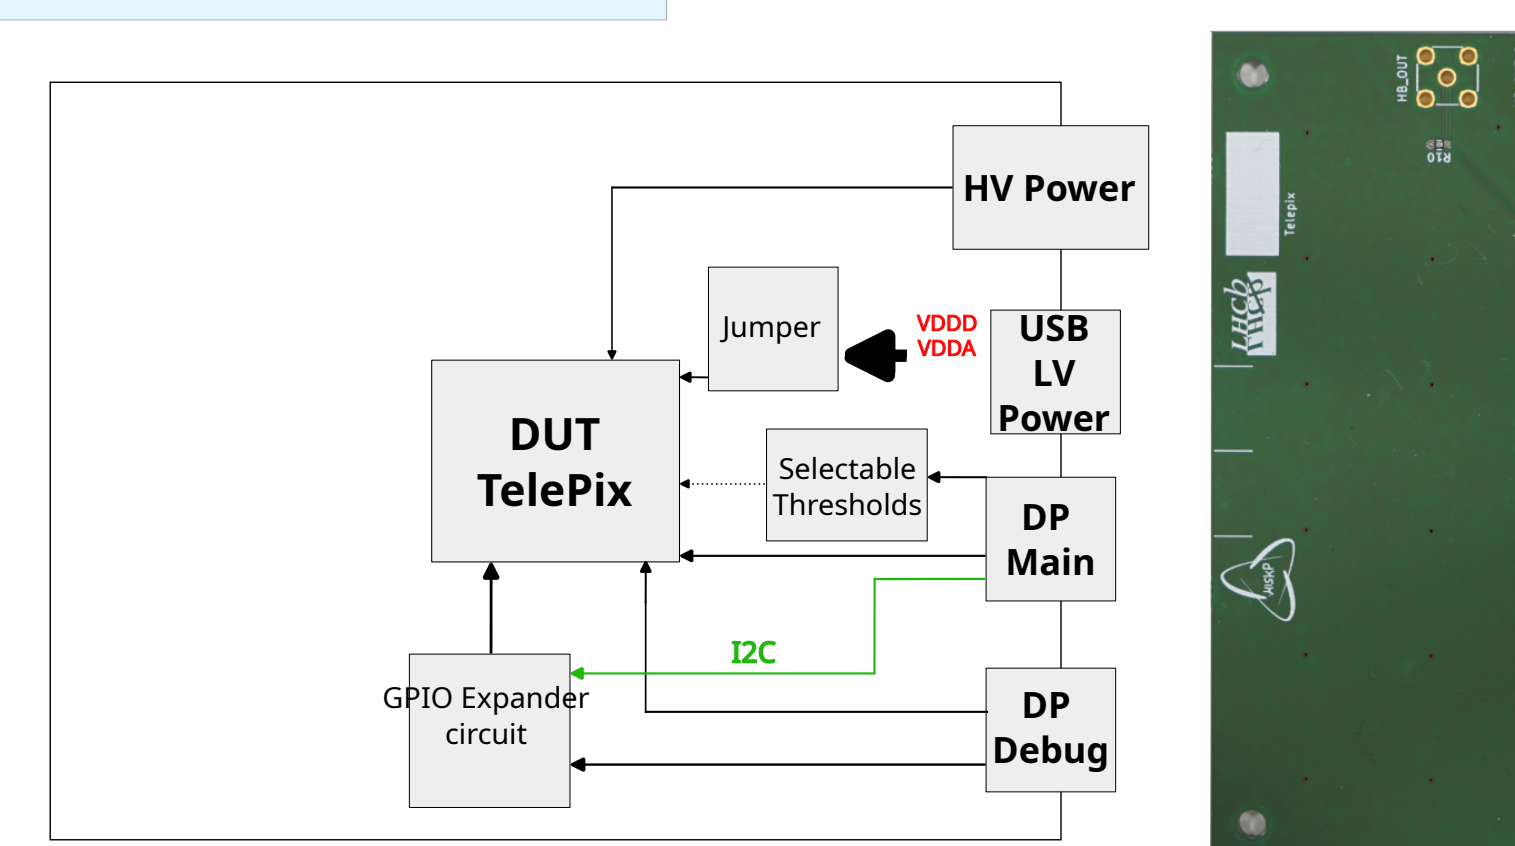 HV Power
Jumper
VDDD
VDDA
USB
LV
Power
DUT
TelePix
Selectable
Thresholds
DP
Main
I2C
GPIO Expander
circuit
DP
Debug
HB_OUT
R10
Telepix
LHCb
LHCb
HISKP